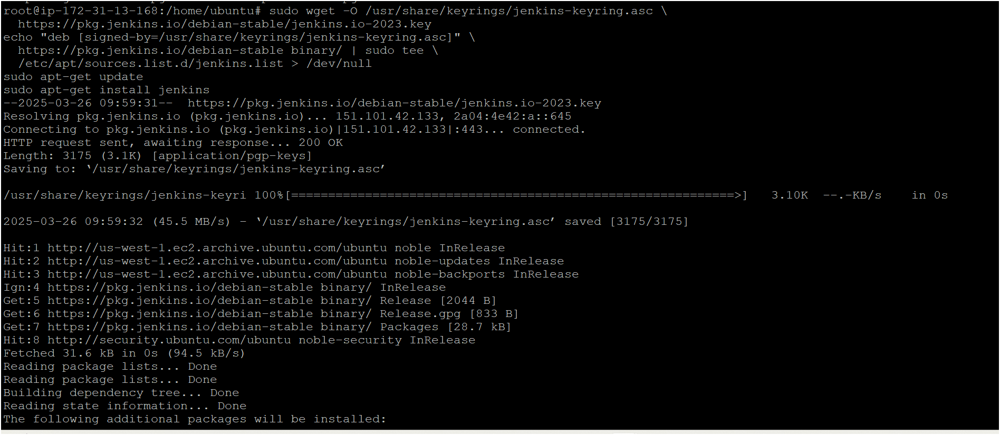 root@ip-172-31-13-168:/home/ubuntu# sudo wget -O /usr/share/keyrings/jenkins-keyring.asc \
  https://pkg.jenkins.io/debian-stable/jenkins.io-2023.key
echo "deb [signed-by=/usr/share/keyrings/jenkins-keyring.asc]" \
  https://pkg.jenkins.io/debian-stable binary/ | sudo tee \
  /etc/apt/sources.list.d/jenkins.list > /dev/null
sudo apt-get update
sudo apt-get install jenkins
--2025-03-26 09:59:31--  https://pkg.jenkins.io/debian-stable/jenkins.io-2023.key
Resolving pkg.jenkins.io (pkg.jenkins.io)... 151.101.42.133, 2a04:4e42:a::645
Connecting to pkg.jenkins.io (pkg.jenkins.io)|151.101.42.133|:443... connected.
HTTP request sent, awaiting response... 200 OK
Length: 3175 (3.1K) [application/pgp-keys]
Saving to: ‘/usr/share/keyrings/jenkins-keyring.asc’

/usr/share/keyrings/jenkins-keyri 100%[============================================================>]   3.10K  --.-KB/s    in 0s

2025-03-26 09:59:32 (45.5 MB/s) - ‘/usr/share/keyrings/jenkins-keyring.asc’ saved [3175/3175]

Hit:1 http://us-west-1.ec2.archive.ubuntu.com/ubuntu noble InRelease
Hit:2 http://us-west-1.ec2.archive.ubuntu.com/ubuntu noble-updates InRelease
Hit:3 http://us-west-1.ec2.archive.ubuntu.com/ubuntu noble-backports InRelease
Ign:4 https://pkg.jenkins.io/debian-stable binary/ InRelease
Get:5 https://pkg.jenkins.io/debian-stable binary/ Release [2044 B]
Get:6 https://pkg.jenkins.io/debian-stable binary/ Release.gpg [833 B]
Get:7 https://pkg.jenkins.io/debian-stable binary/ Packages [28.7 kB]
Hit:8 http://security.ubuntu.com/ubuntu noble-security InRelease
Fetched 31.6 kB in 0s (94.5 kB/s)
Reading package lists... Done
Reading package lists... Done
Building dependency tree... Done
Reading state information... Done
The following additional packages will be installed: